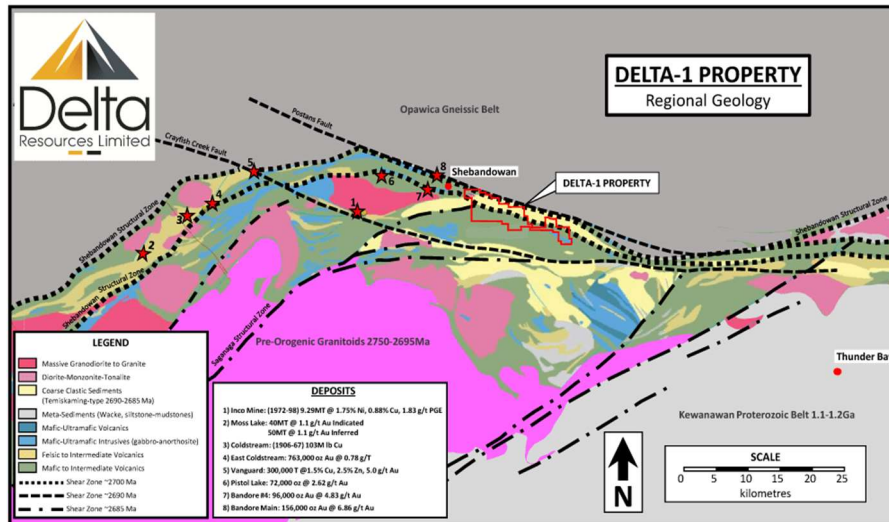 Delta
Resources Limited
DELTA-1 PROPERTY
Regional Geology
Opawica Gneissic Belt
Postans Fault
Crayfish Creek Fault
5
8
Shebandowan
6
7
DELTA-1 PROPERTY
4
3
1
2
Shebandowan Structural Zone
Shebandowan Structural Zone
Shebandowan Structural Zone
Saganaga Structural Zone
Pre-Orogenic Granitoids 2750-2695Ma
Thunder Bay
Kewanawan Proterozoic Belt 1.1-1.2Ga
LEGEND
Massive Granodiorite to Granite
Diorite-Monzonite-Tonalite
Coarse Clastic Sediments
(Temiskaming-type 2690-2685 Ma)
Meta-Sediments (Wacke, siltstone-mudstones)
Mafic-Ultramafic Volcanics
Mafic-Ultramafic Intrusives (gabbro-anorthosite)
Felsic to Intermediate Volcanics
Mafic to Intermediate Volcanics
Shear Zone ~2700 Ma
Shear Zone ~2690 Ma
Shear Zone ~2685 Ma
DEPOSITS
1) Inco Mine: (1972-98) 9.29MT @ 1.75% Ni, 0.88% Cu, 1.83 g/t PGE
2) Moss Lake: 40MT @ 1.1 g/t Au Indicated
50MT @ 1.1 g/t Au Inferred
3) Coldstream: (1906-67) 103M lb Cu
4) East Coldstream: 763,000 oz Au @ 0.78 g/T
5) Vanguard: 300,000 T @1.5% Cu, 2.5% Zn, 5.0 g/t Au
6) Pistol Lake: 72,000 oz @ 2.62 g/t Au
7) Bandore #4: 96,000 oz Au @ 4.83 g/t Au
8) Bandore Main: 156,000 oz Au @ 6.86 g/t Au
N
SCALE
0 5 10 15 20 25
kilometres